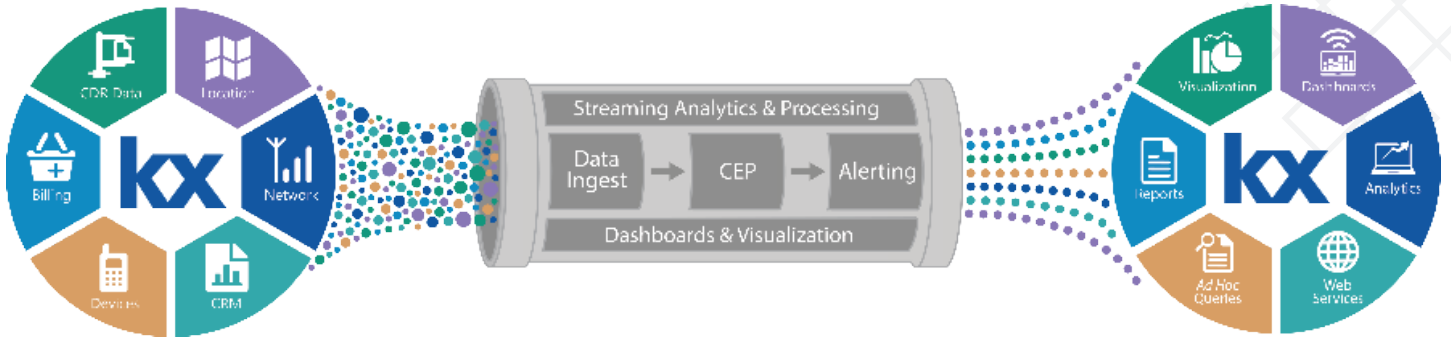 CDR Data
Location
Billing
kx
Network
Devices
CRM
Streaming Analytics & Processing
Data
Ingest
CEP
Alerting
Dashboards & Visualization
Visualization
Dashboards
Reports
kx
Analytics
Ad Hoc
Queries
Web
Services